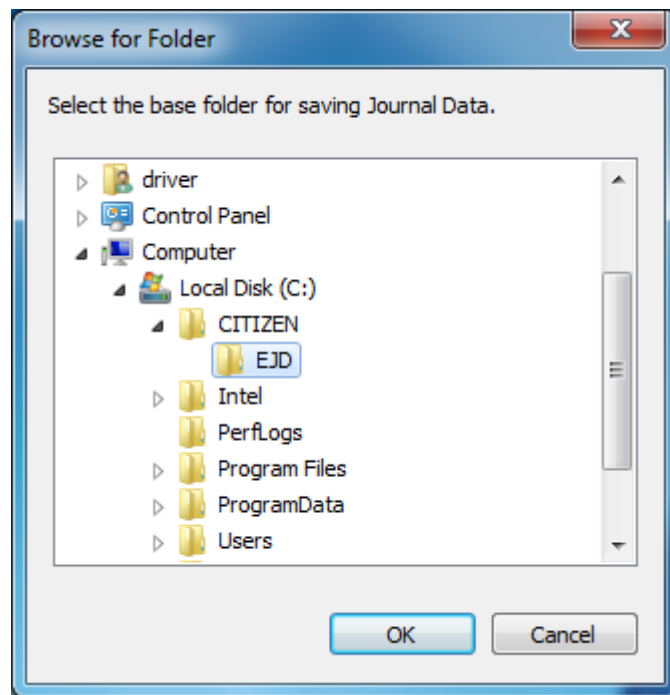 Browse for Folder
Select the base folder for saving Journal Data.
driver
Control Panel
Computer
Local Disk (C:)
CITIZEN
EJD
Intel
PerfLogs
Program Files
ProgramData
Users
OK Cancel